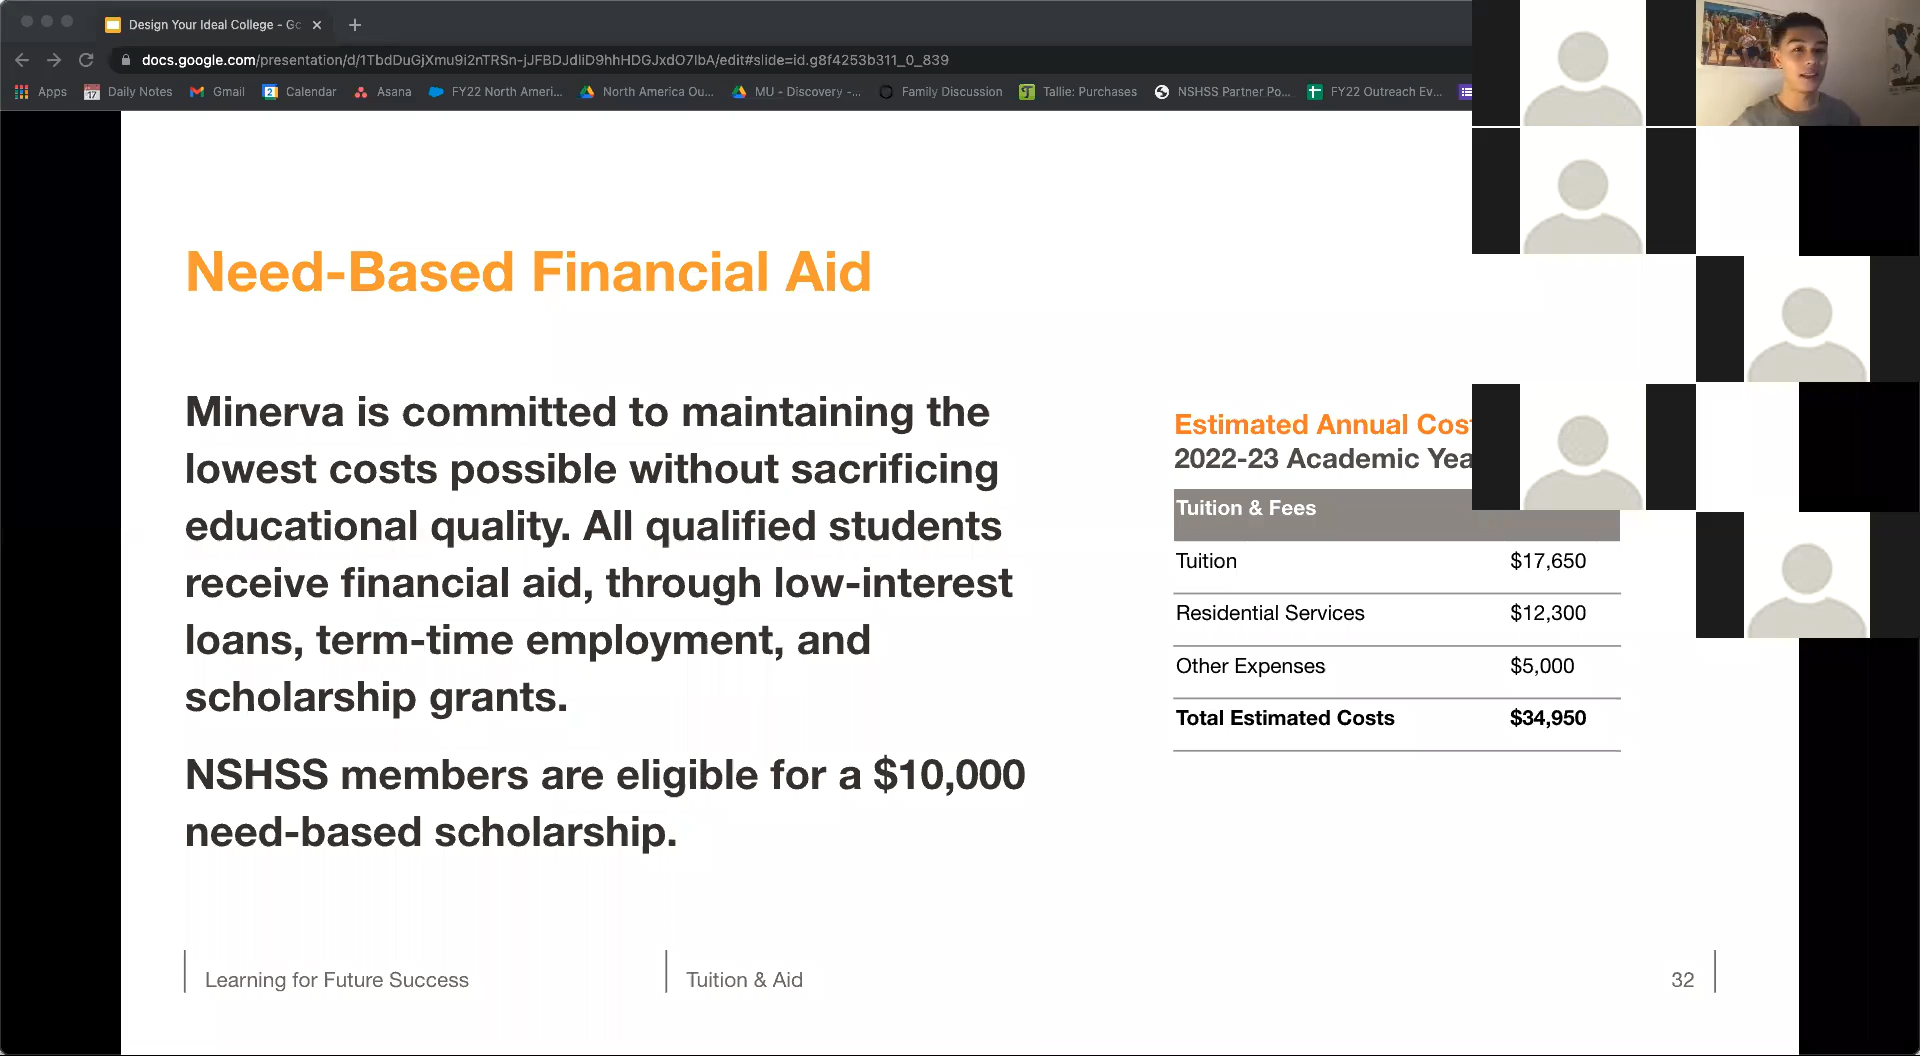 Design Your Ideal College - Go
docs.google.com/presentation/d/1TbdDuGjXmu9i2nTRSn-jJFBDJdliD9hhHDGJxdO7lbA/edit#slide=id.g8f4253b311_0_839
Apps 17 Daily Notes Gmail 2 Calendar Asana FY22 North Ameri... North America Ou... MU - Discovery -... Family Discussion Tallie: Purchases NSHSS Partner Po... FY22 Outreach Ev...
Need-Based Financial Aid
Minerva is committed to maintaining the
lowest costs possible without sacrificing
educational quality. All qualified students
receive financial aid, through low-interest
loans, term-time employment, and
scholarship grants.
NSHSS members are eligible for a $10,000
need-based scholarship.
Estimated Annual Cos
2022-23 Academic Yea
Tuition & Fees
Tuition $17,650
Residential Services $12,300
Other Expenses $5,000
Total Estimated Costs $34,950
Learning for Future Success
Tuition & Aid
32